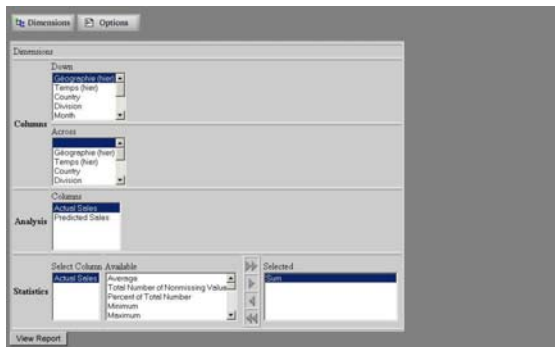 Dimensions Options
Dimensions
Down
Géographie (hier)
Temps (hier)
Country
Division
Month
Columns
Across
Géographie (hier)
Temps (hier)
Country
Division
Columns
Actual Sales
Predicted Sales
Analysis
Select Column Available Selected
Actual Sales
Average
Total Number of Nonmissing Value
Percent of Total Number
Minimum
Maximum
Sum
Statistics
View Report